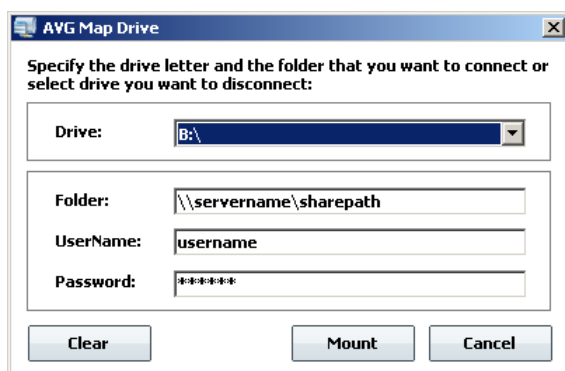 AVG Map Drive
Specify the drive letter and the folder that you want to connect or
select drive you want to disconnect:
Drive: B:\
Folder: \\servername\sharepath
UserName: username
Password: ******
Clear Mount Cancel